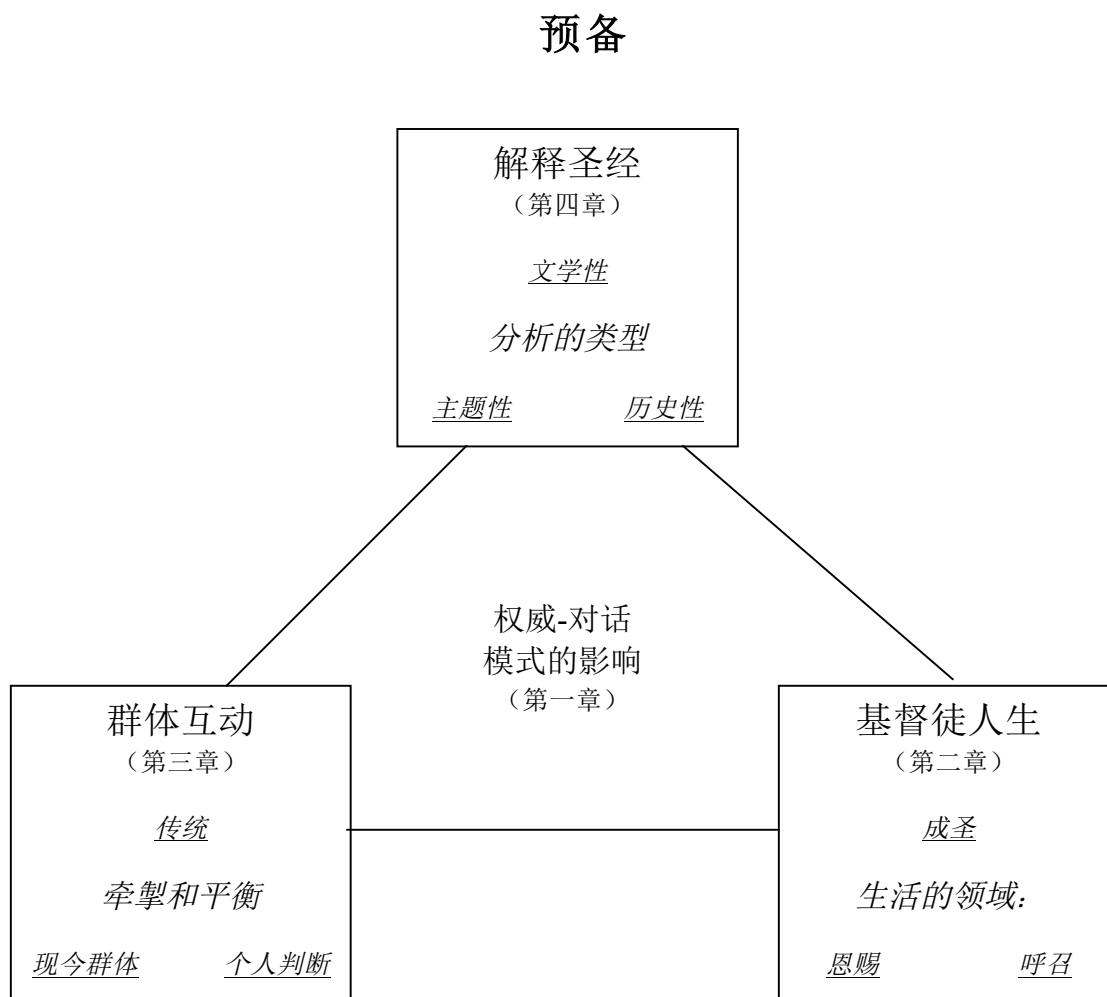 预备
解释圣经
（第四章）
文学性
分析的类型
主题性 历史性
权威-对话
模式的影响
（第一章）
群体互动
（第三章）
传统
牵掣和平衡
现今群体 个人判断
基督徒人生
（第二章）
成圣
生活的领域：
恩赐 呼召